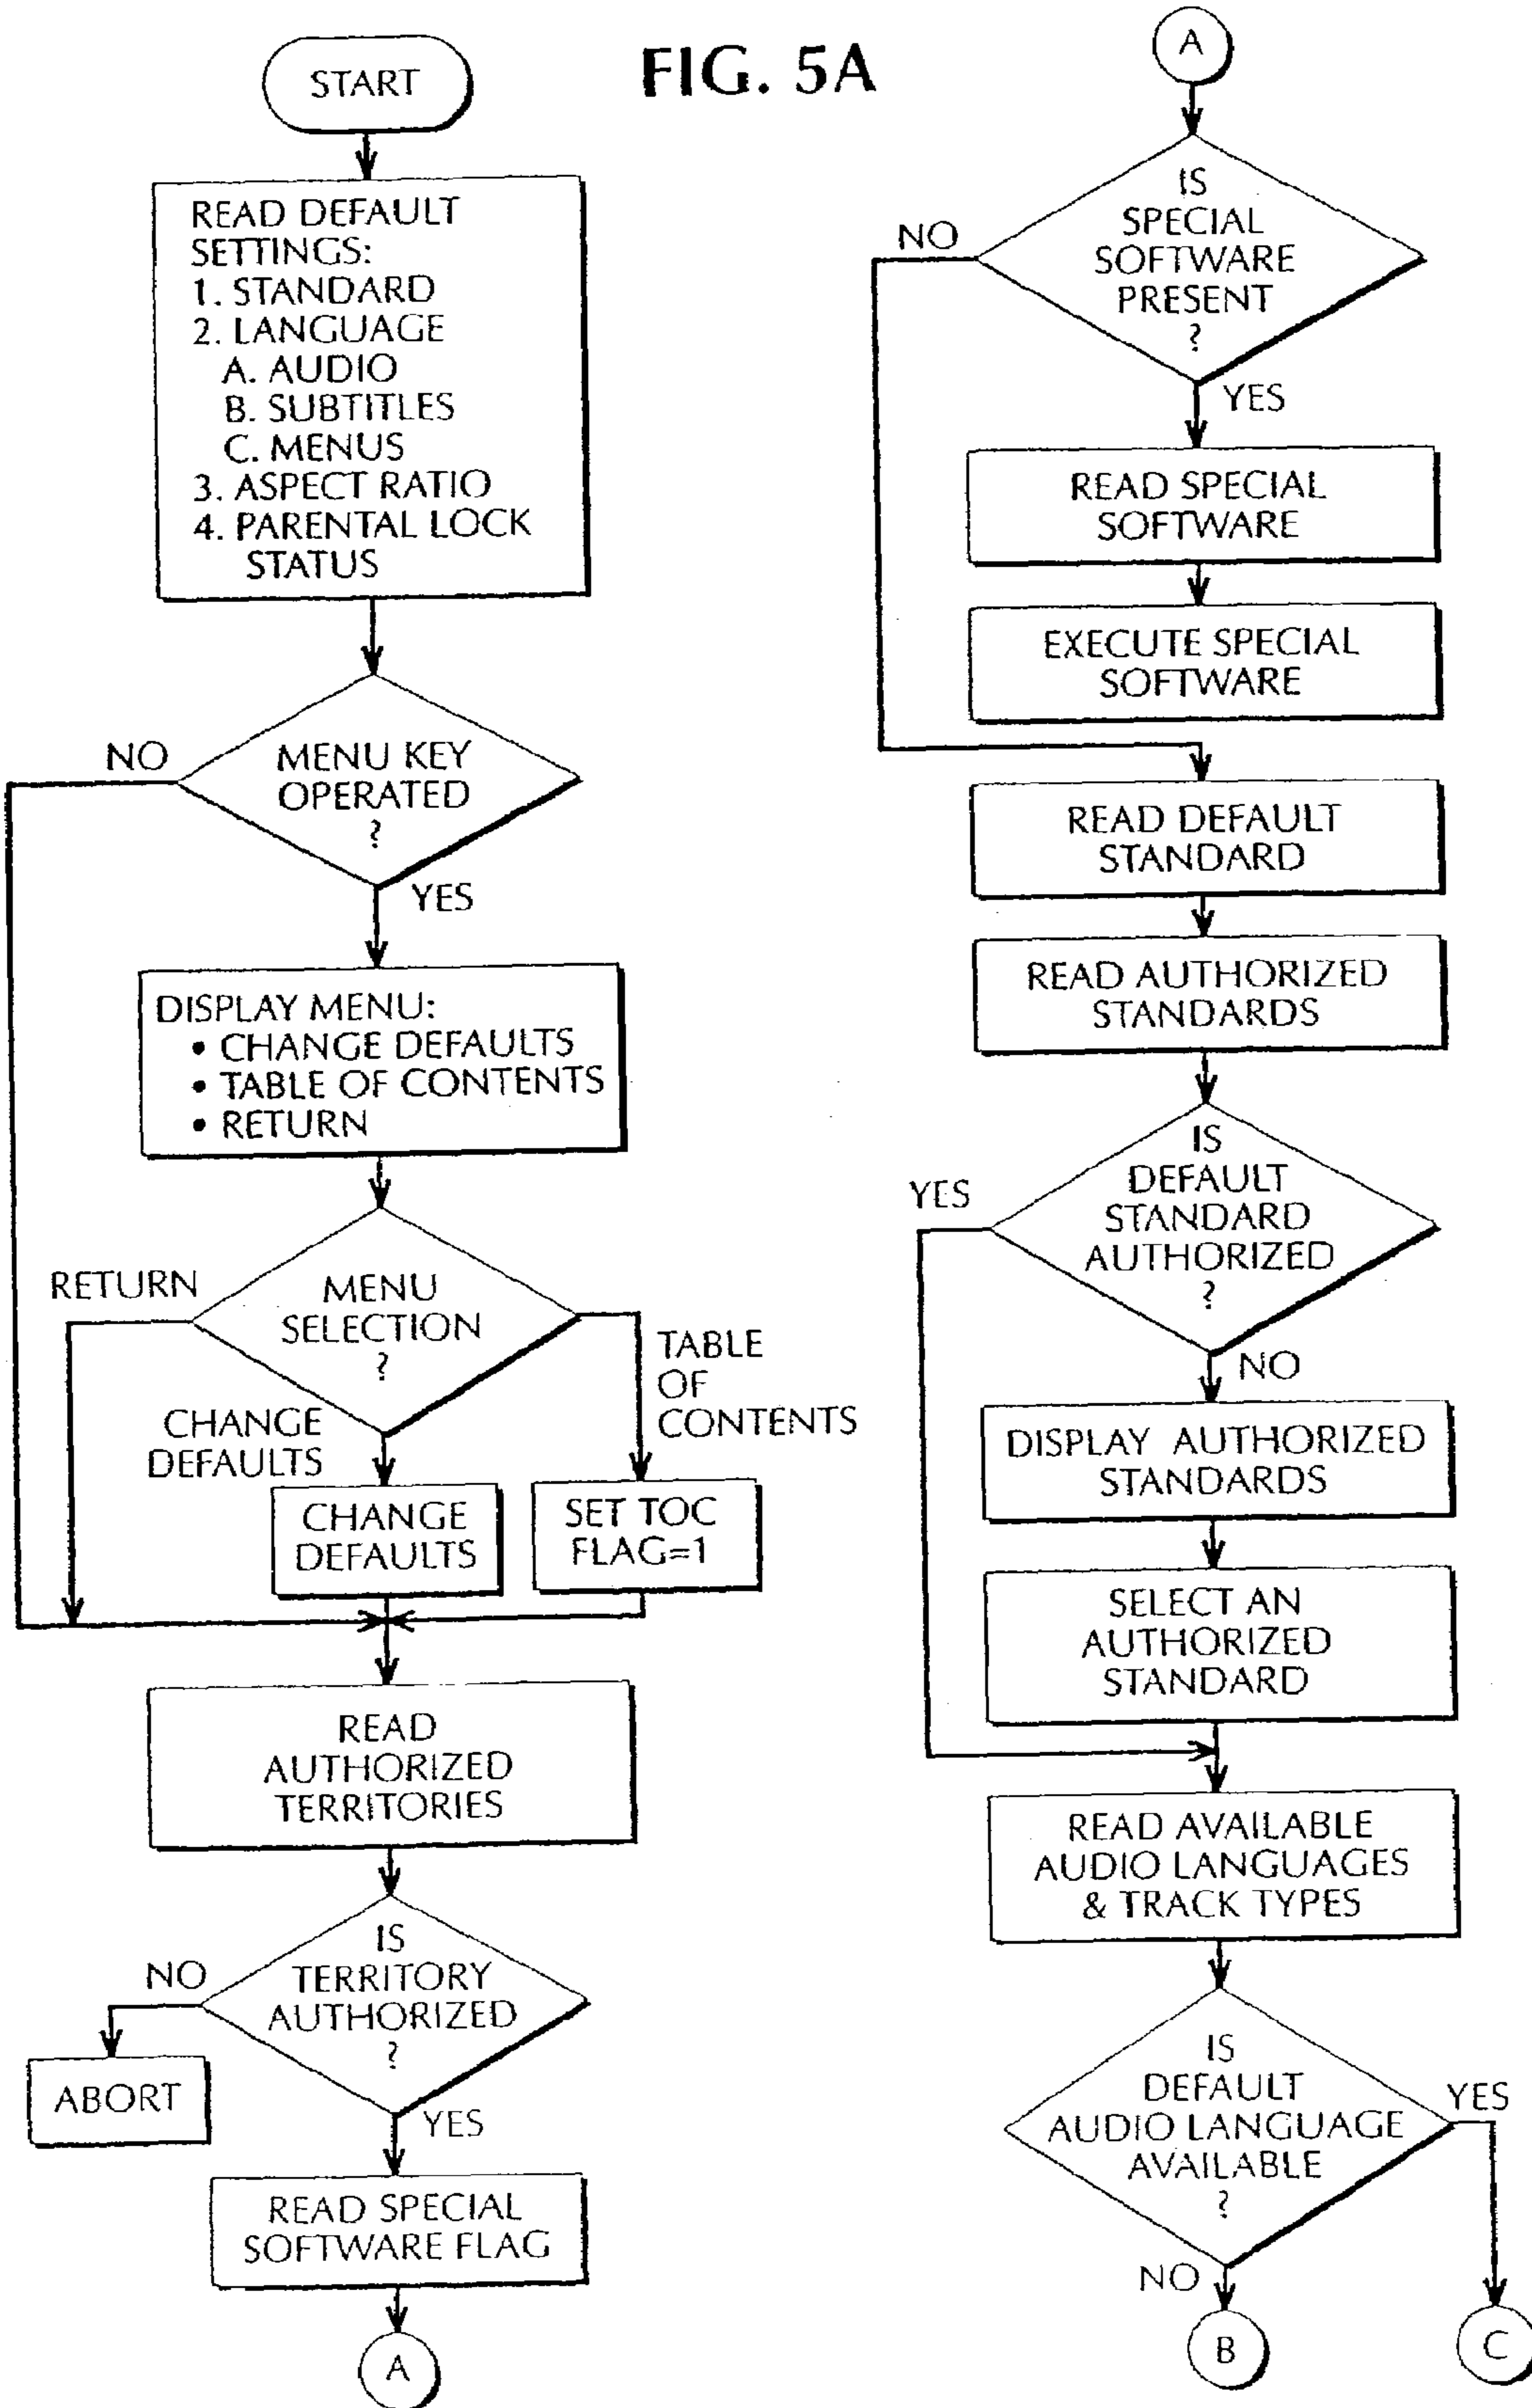 FIG. 5A
START
READ DEFAULT
SETTINGS:
1. STANDARD
2. LANGUAGE
A. AUDIO
B. SUBTITLES
C. MENUS
3. ASPECT RATIO
4. PARENTAL LOCK
STATUS
NO
MENU KEY
OPERATED
?
YES
DISPLAY MENU:
• CHANGE DEFAULTS
• TABLE OF CONTENTS
• RETURN
RETURN
MENU
SELECTION
?
TABLE
OF
CONTENTS
CHANGE
DEFAULTS
CHANGE
DEFAULTS
SET TOC
FLAG=1
READ
AUTHORIZED
TERRITORIES
IS
TERRITORY
AUTHORIZED
?
NO
ABORT
YES
READ SPECIAL
SOFTWARE FLAG
A
A
IS
SPECIAL
SOFTWARE
PRESENT
?
NO
YES
READ SPECIAL
SOFTWARE
EXECUTE SPECIAL
SOFTWARE
READ DEFAULT
STANDARD
READ AUTHORIZED
STANDARDS
IS
DEFAULT
STANDARD
AUTHORIZED
?
YES
NO
DISPLAY AUTHORIZED
STANDARDS
SELECT AN
AUTHORIZED
STANDARD
READ AVAILABLE
AUDIO LANGUAGES
& TRACK TYPES
IS
DEFAULT
AUDIO LANGUAGE
AVAILABLE
?
YES
NO
B
C